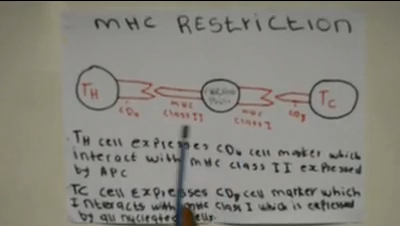 MHC RESTRICTION
TH CD4 MHC CLASS II MHC CLASS I CD8 TC
TH cell expresses CD4 cell marker which
interact with MHC class II expressed
by APC
TC cell Expresses CD8 cell marker which
Interacts with MHC class I which is expressed
by all nucleated cells